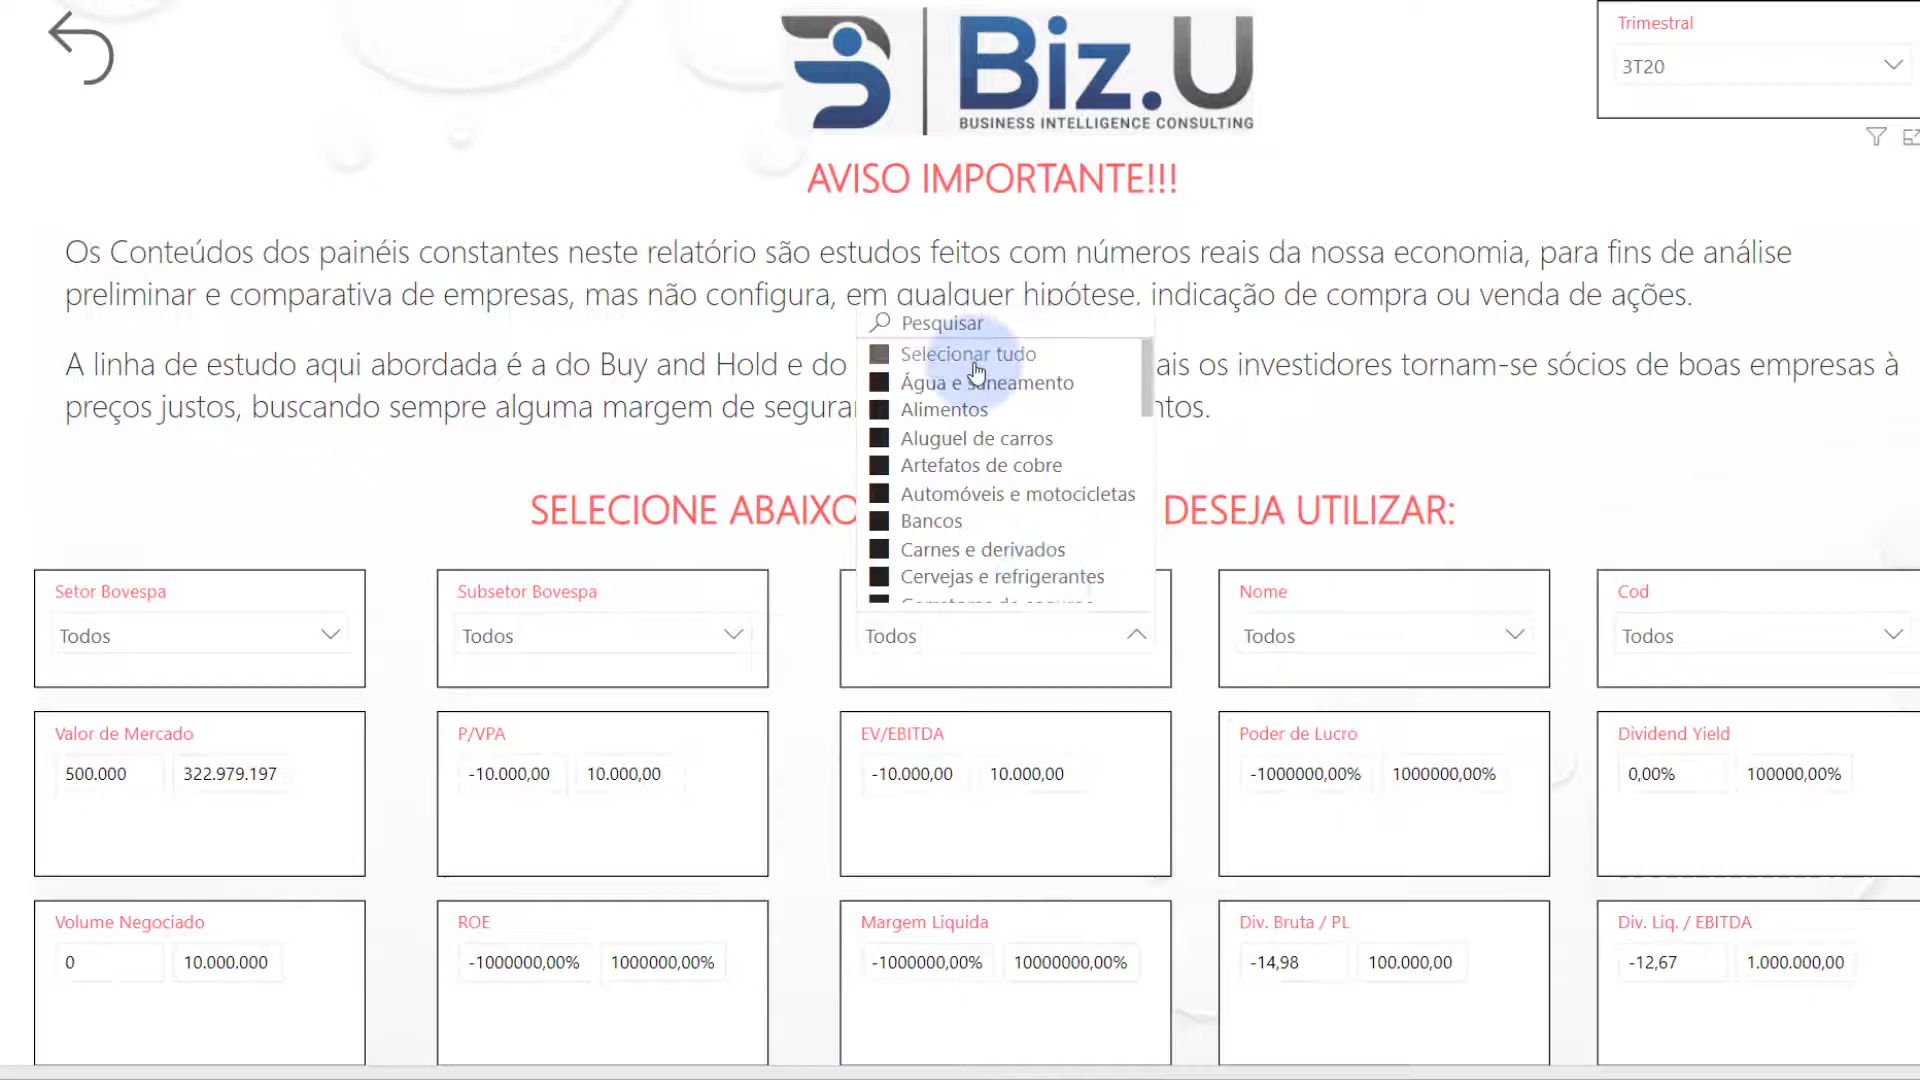 Biz.U
BUSINESS INTELLIGENCE CONSULTING
Trimestral
3T20
AVISO IMPORTANTE!!!
Os Conteúdos dos painéis constantes neste relatório são estudos feitos com números reais da nossa economia, para fins de análise
preliminar e comparativa de empresas, mas não configura, em qualquer hipótese, indicação de compra ou venda de ações.
A linha de estudo aqui abordada é a do Buy and Hold e do ais os investidores tornam-se sócios de boas empresas à
preços justos, buscando sempre alguma margem de segura ntos.
Pesquisar
Selecionar tudo
Água e saneamento
Alimentos
Aluguel de carros
Artefatos de cobre
Automóveis e motocicletas
Bancos
Carnes e derivados
Cervejas e refrigerantes
SELECIONE ABAIXO DESEJA UTILIZAR:
Setor Bovespa
Todos
Subsetor Bovespa
Todos
Todos
Nome
Todos
Cod
Todos
Valor de Mercado
500.000 322.979.197
P/VPA
-10.000,00 10.000,00
EV/EBITDA
-10.000,00 10.000,00
Poder de Lucro
-1000000,00% 1000000,00%
Dividend Yield
0,00% 100000,00%
Volume Negociado
0 10.000.000
ROE
-1000000,00% 1000000,00%
Margem Liquida
-1000000,00% 10000000,00%
Div. Bruta / PL
-14,98 100.000,00
Div. Liq. / EBITDA
-12,67 1.000.000,00